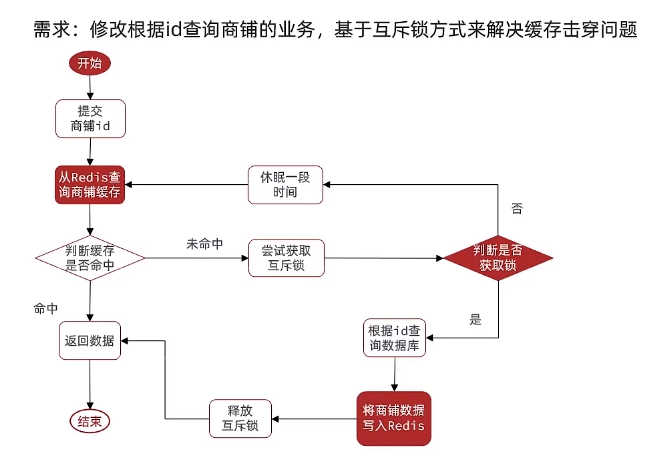 需求：修改根据id查询商铺的业务，基于互斥锁方式来解决缓存击穿问题
开始
提交
商铺id
从Redis查
询商铺缓存
休眠一段
时间
否
判断缓存
是否命中
未命中
尝试获取
互斥锁
判断是否
获取锁
命中
是
返回数据
根据id查
询数据库
结束
释放
互斥锁
将商铺数据
写入Redis